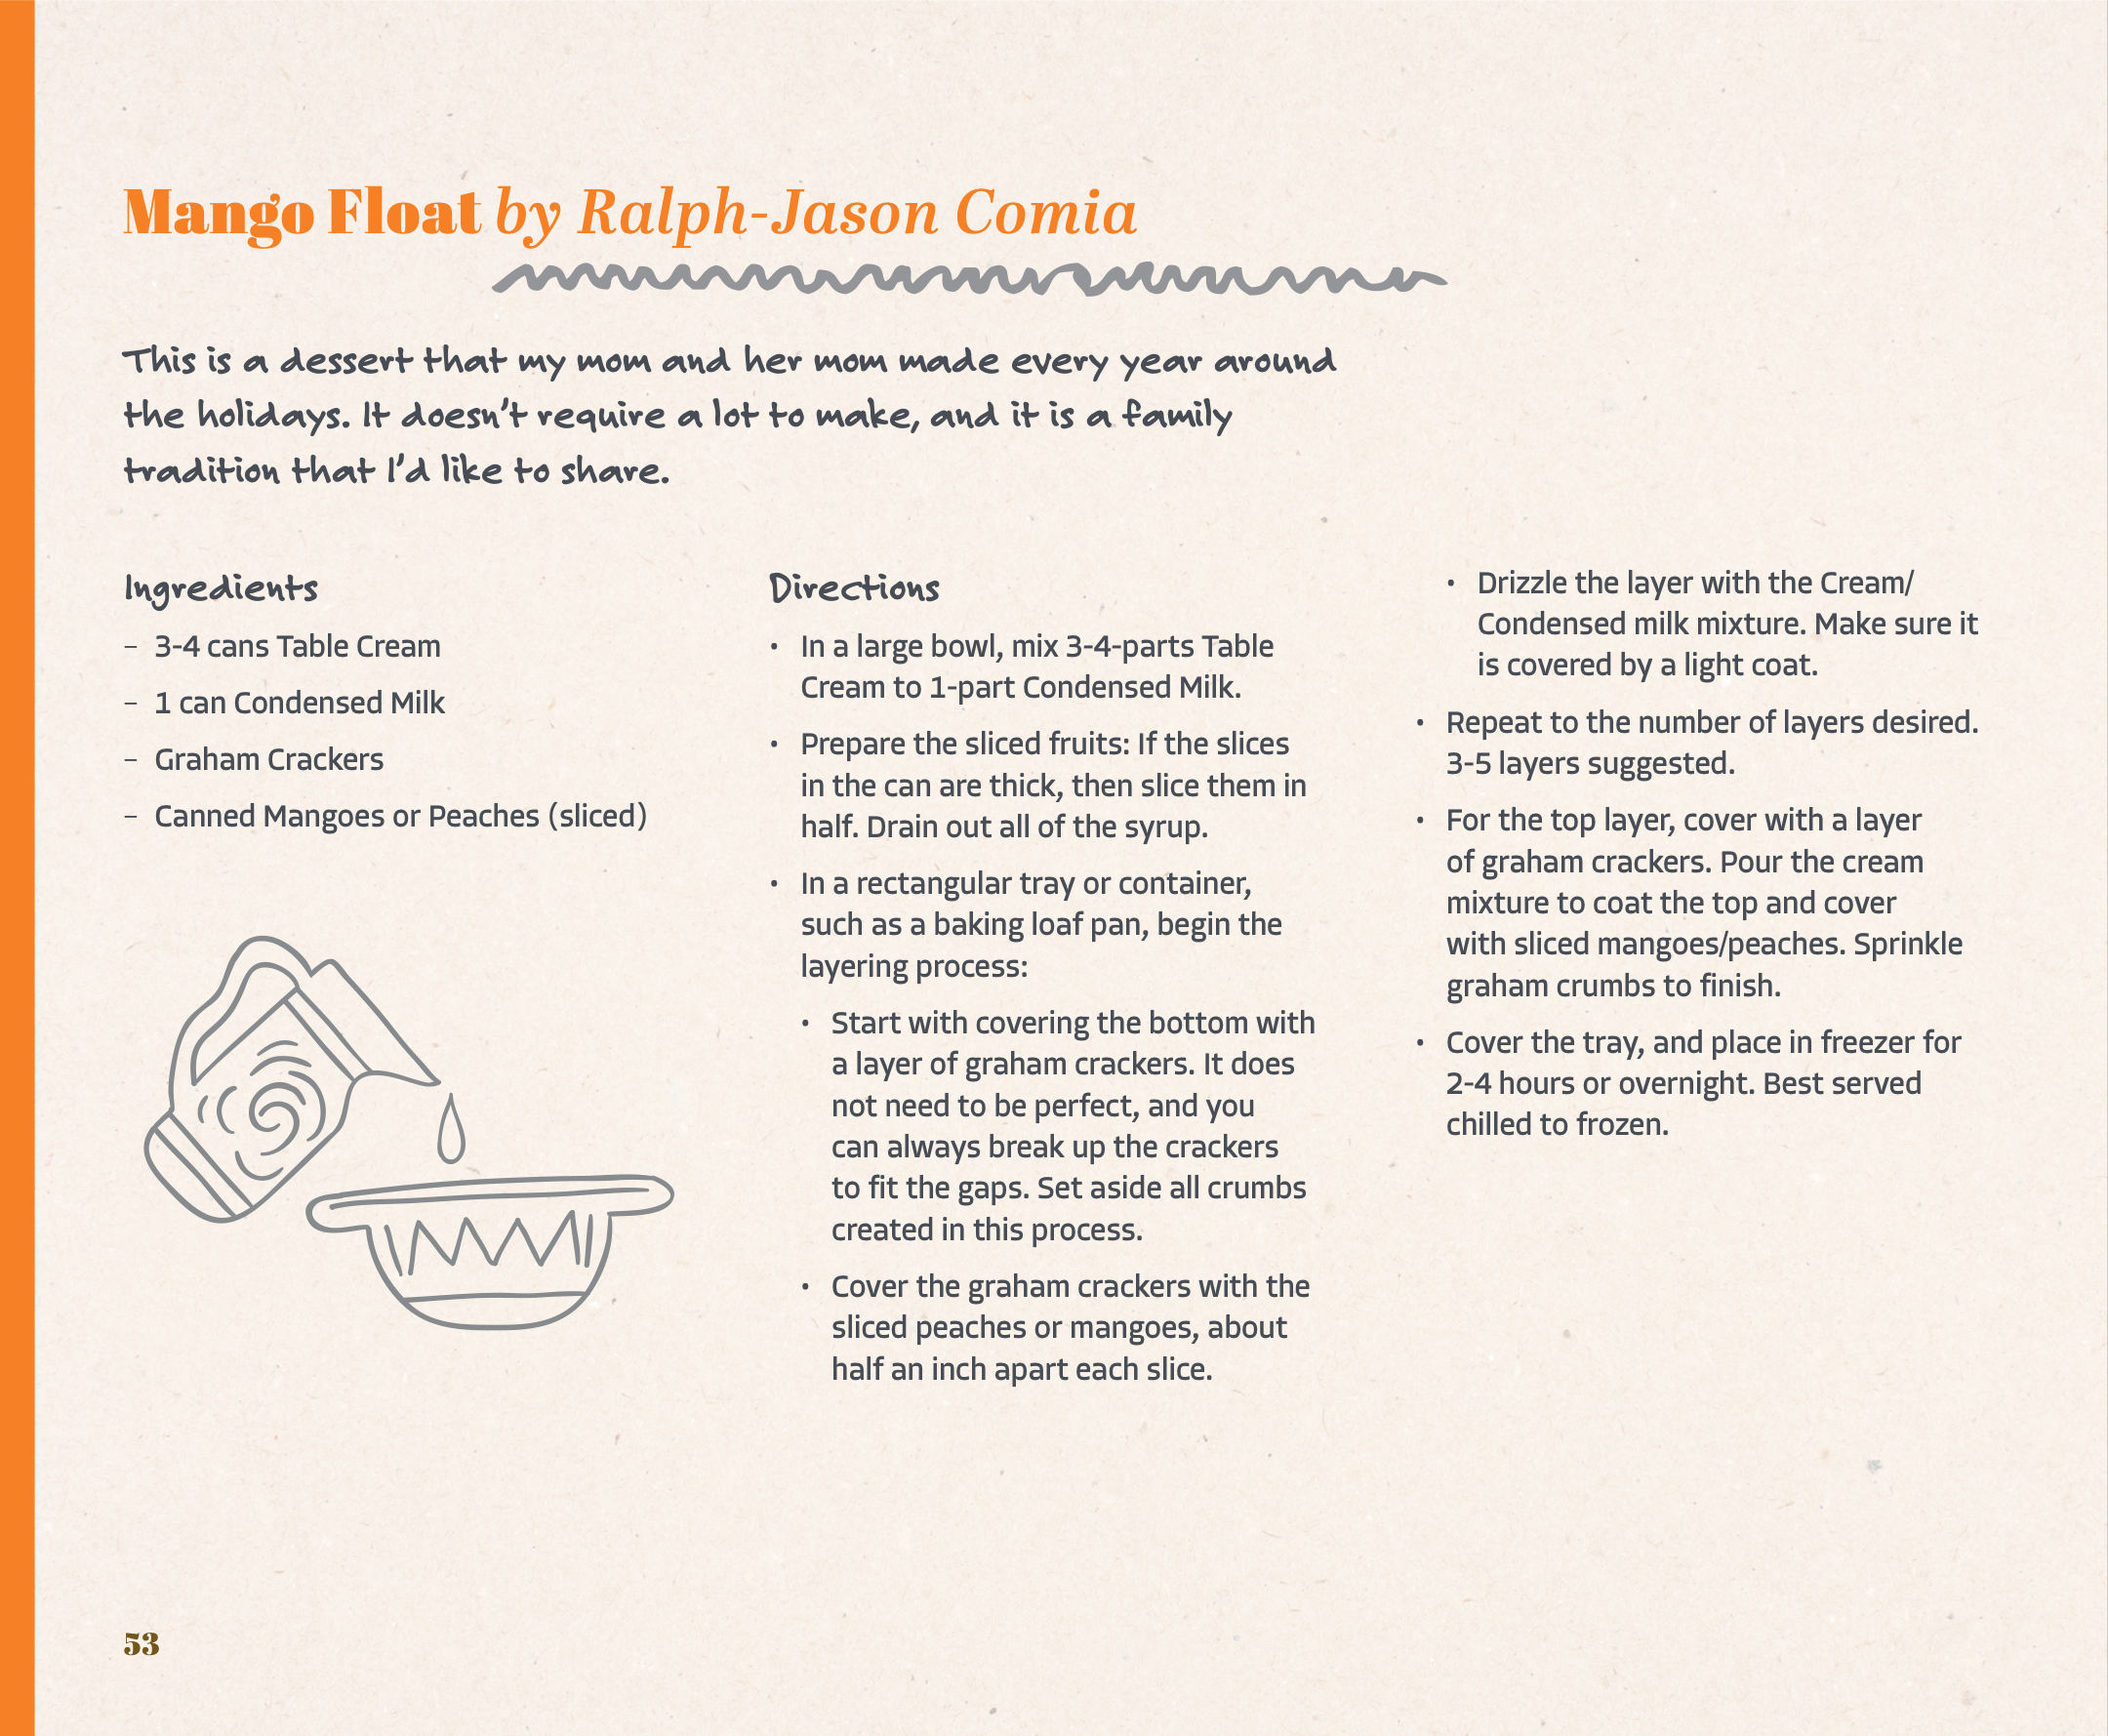 Mango Float by Ralph-Jason Comia
This is a dessert that my mom and her mom made every year around
the holidays. It doesn't require a lot to make, and it is a family
tradition that I'd like to share.
Ingredients
– 3-4 cans Table Cream
– 1 can Condensed Milk
– Graham Crackers
– Canned Mangoes or Peaches (sliced)
Directions
• In a large bowl, mix 3-4-parts Table
Cream to 1-part Condensed Milk.
• Prepare the sliced fruits: If the slices
in the can are thick, then slice them in
half. Drain out all of the syrup.
• In a rectangular tray or container,
such as a baking loaf pan, begin the
layering process:
• Start with covering the bottom with
a layer of graham crackers. It does
not need to be perfect, and you
can always break up the crackers
to fit the gaps. Set aside all crumbs
created in this process.
• Cover the graham crackers with the
sliced peaches or mangoes, about
half an inch apart each slice.
• Drizzle the layer with the Cream/
Condensed milk mixture. Make sure it
is covered by a light coat.
• Repeat to the number of layers desired.
3-5 layers suggested.
• For the top layer, cover with a layer
of graham crackers. Pour the cream
mixture to coat the top and cover
with sliced mangoes/peaches. Sprinkle
graham crumbs to finish.
• Cover the tray, and place in freezer for
2-4 hours or overnight. Best served
chilled to frozen.
53